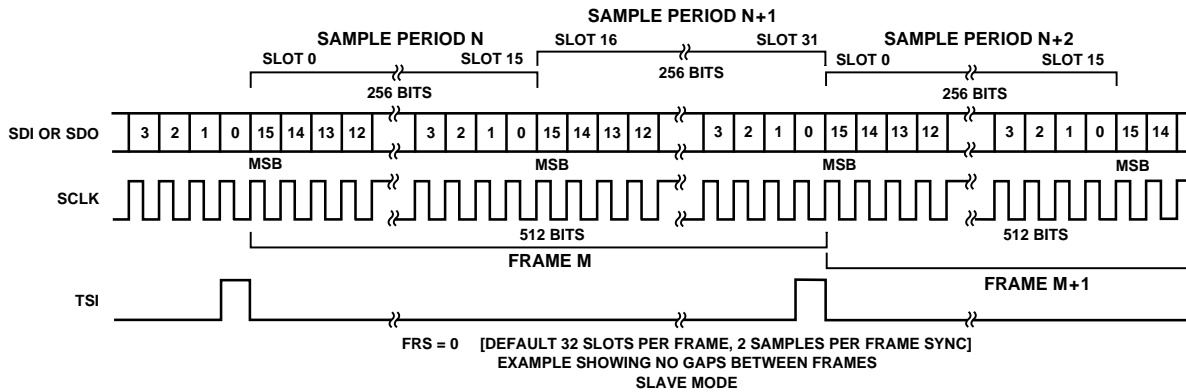 SAMPLE PERIOD N+1
SAMPLE PERIOD N
SLOT 16
SLOT 31
SAMPLE PERIOD N+2
SLOT 0
SLOT 15
SLOT 0
SLOT 15
256 BITS
256 BITS
256 BITS
SDI OR SDO
3 2 1 0 15 14 13 12 3 2 1 0 15 14 13 12 3 2 1 0 15 14 13 12 3 2 1 0 15 14
MSB MSB MSB MSB
SCLK
512 BITS
512 BITS
FRAME M
FRAME M+1
TSI
FRS = 0 [DEFAULT 32 SLOTS PER FRAME, 2 SAMPLES PER FRAME SYNC]
EXAMPLE SHOWING NO GAPS BETWEEN FRAMES
SLAVE MODE